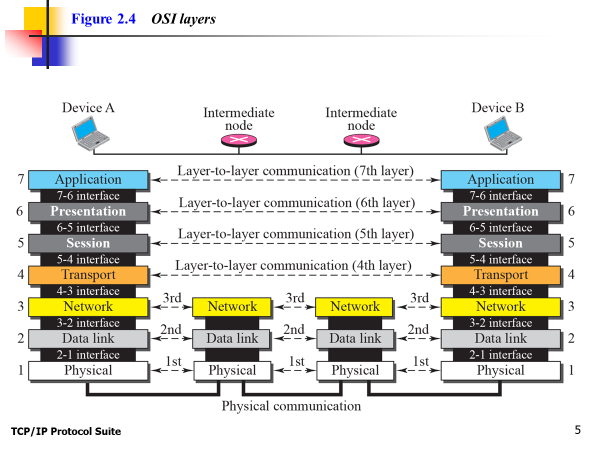 Figure 2.4 OSI layers
Device A
Intermediate
node
Intermediate
node
Device B
Layer-to-layer communication (7th layer)
7 Application Application 7
7-6 interface 7-6 interface
Layer-to-layer communication (6th layer)
6 Presentation Presentation 6
6-5 interface 6-5 interface
Layer-to-layer communication (5th layer)
5 Session Session 5
5-4 interface 5-4 interface
Layer-to-layer communication (4th layer)
4 Transport Transport 4
4-3 interface 4-3 interface
3rd 3rd 3rd
3 Network Network Network Network 3
3-2 interface 3-2 interface
2nd 2nd 2nd
2 Data link Data link Data link Data link 2
2-1 interface 2-1 interface
1st 1st 1st
1 Physical Physical Physical Physical 1
Physical communication
TCP/IP Protocol Suite 5